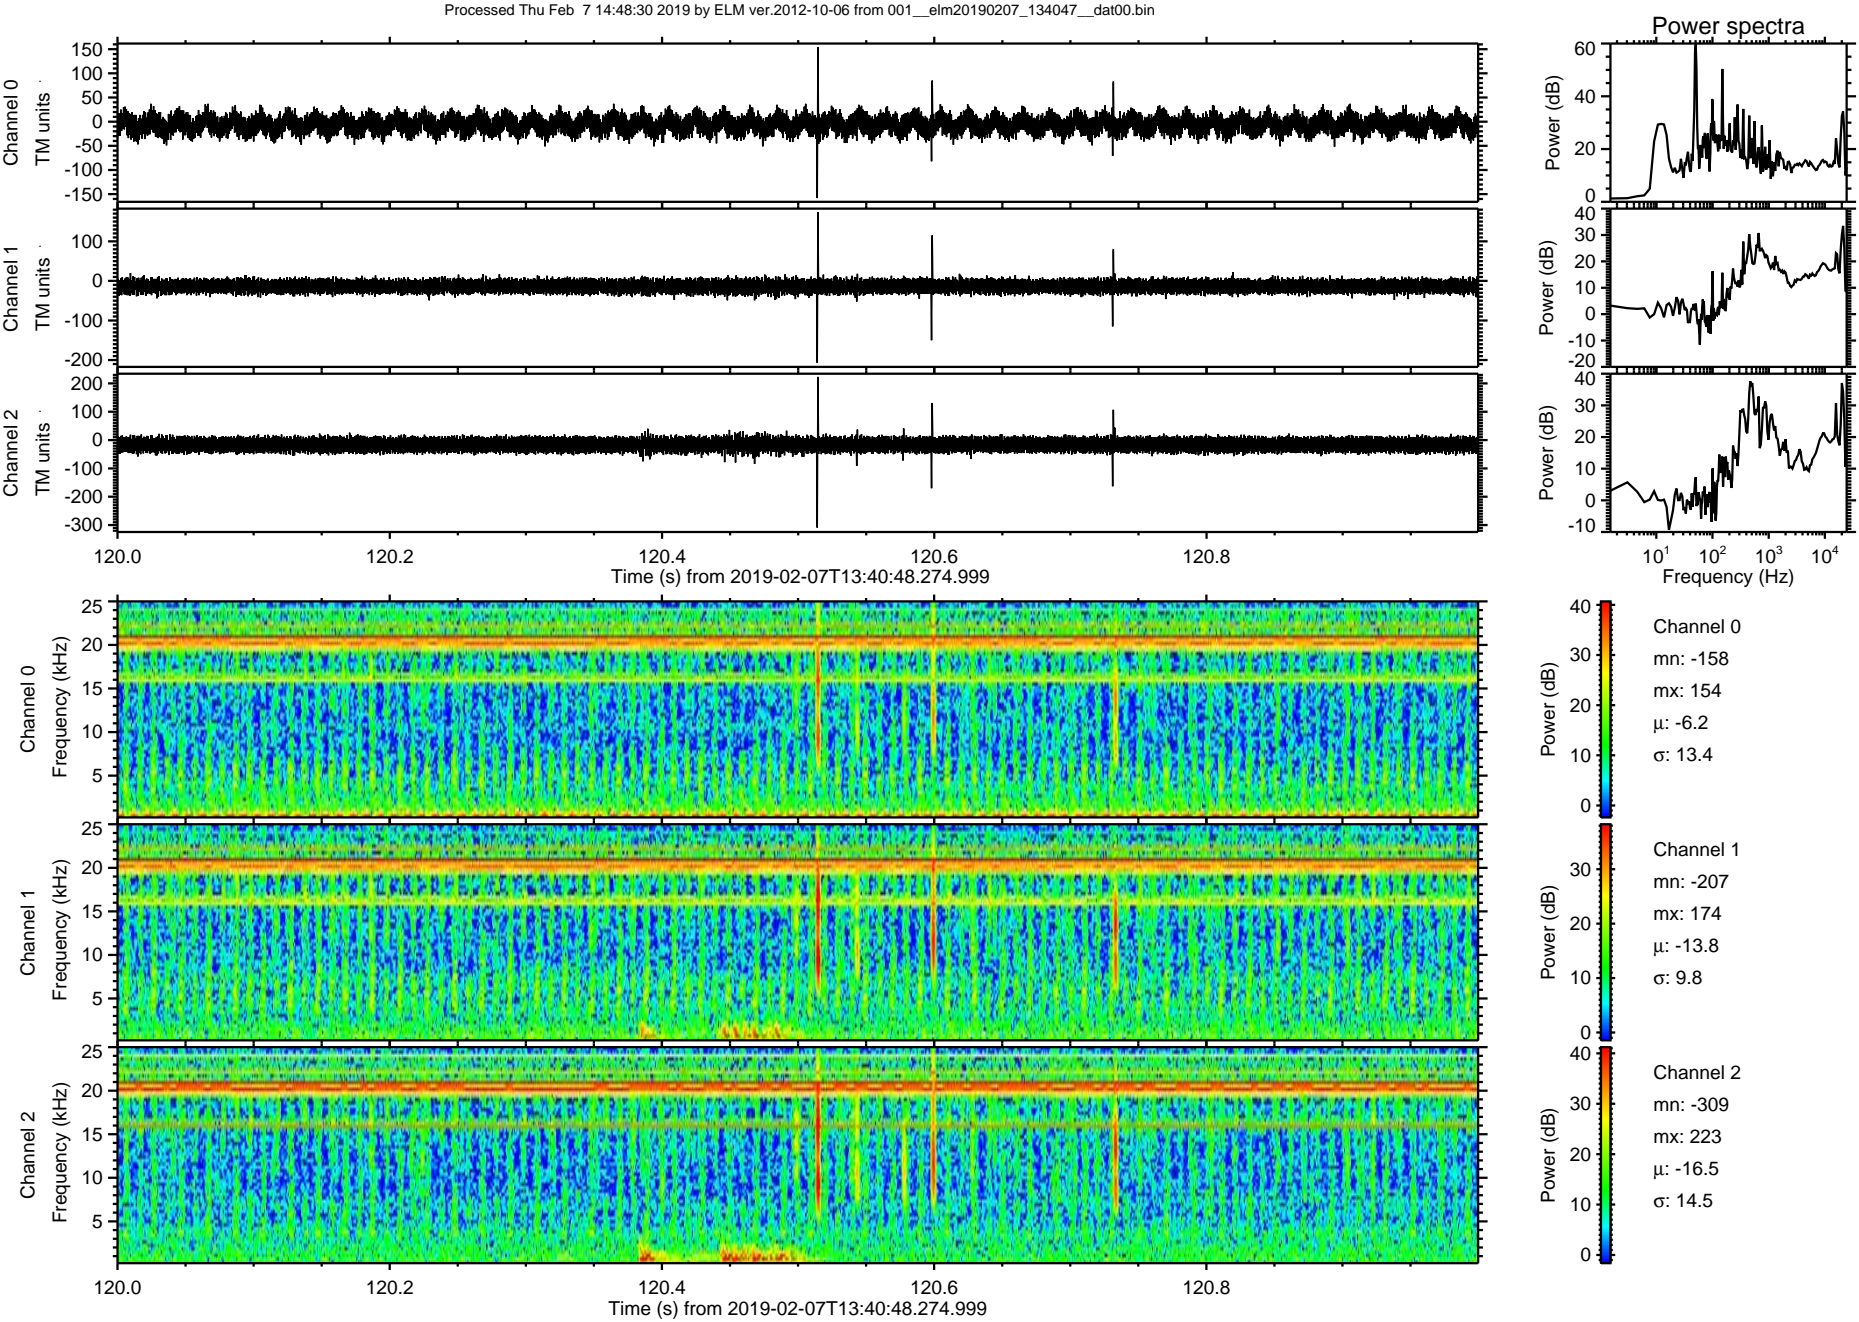 Processed Thu Feb  7 14:48:30 2019 by ELM ver.2012-10-06 from 001__elm20190207_134047__dat00.bin
Power spectra
Channel 0
TM units
150
100
50
0
-50
-100
-150
Power (dB)
60
40
20
0
Channel 1
TM units
100
0
-100
-200
Power (dB)
40
30
20
10
0
-10
-20
Channel 2
TM units
200
100
0
-100
-200
-300
Power (dB)
40
30
20
10
0
-10
120.0 120.2 120.4 120.6 120.8
Time (s) from 2019-02-07T13:40:48.274.999
10¹ 10² 10³ 10⁴
Frequency (Hz)
Channel 0
Frequency (kHz)
25
20
15
10
5
Power (dB)
40
30
20
10
0
Channel 0
mn: -158
mx: 154
μ: -6.2
σ: 13.4
Channel 1
Frequency (kHz)
25
20
15
10
5
Power (dB)
30
20
10
0
Channel 1
mn: -207
mx: 174
μ: -13.8
σ: 9.8
Channel 2
Frequency (kHz)
25
20
15
10
5
Power (dB)
40
30
20
10
0
Channel 2
mn: -309
mx: 223
μ: -16.5
σ: 14.5
120.0 120.2 120.4 120.6 120.8
Time (s) from 2019-02-07T13:40:48.274.999